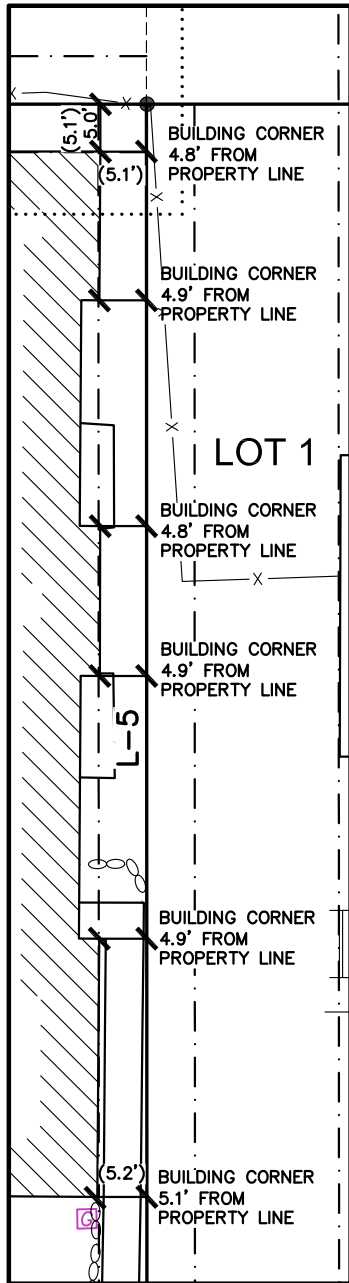 (5.1')
5.0'
BUILDING CORNER
4.8' FROM
PROPERTY LINE
(5.1')
X
X
BUILDING CORNER
4.9' FROM
PROPERTY LINE
X
LOT 1
BUILDING CORNER
4.8' FROM
PROPERTY LINE
X
BUILDING CORNER
4.9' FROM
PROPERTY LINE
L-5
BUILDING CORNER
4.9' FROM
PROPERTY LINE
(5.2')
BUILDING CORNER
5.1' FROM
PROPERTY LINE
G